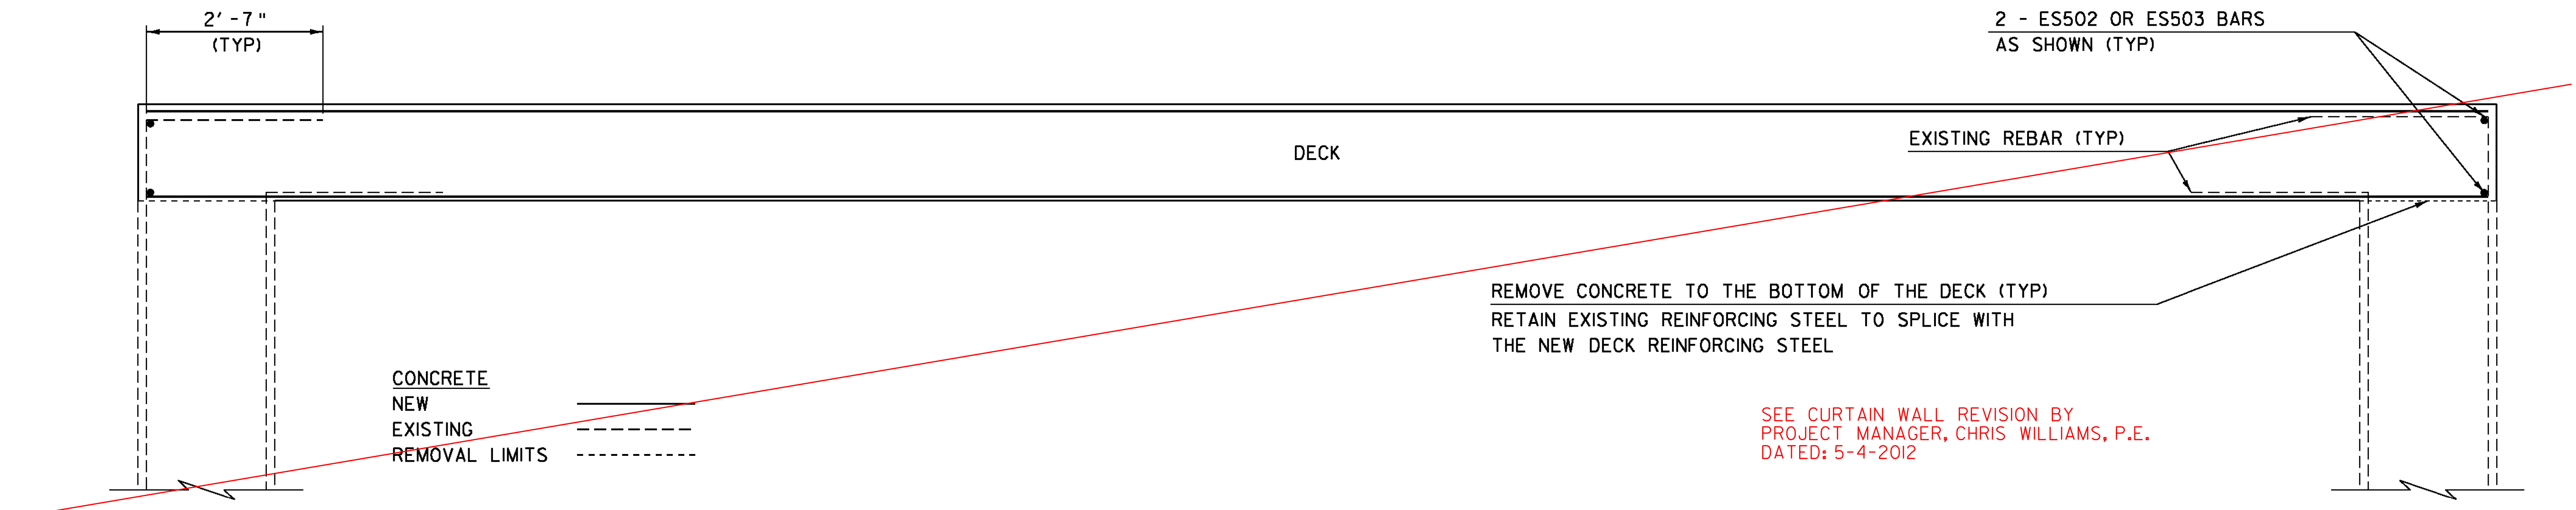 2'-7"
(TYP)
2 - ES502 OR ES503 BARS
AS SHOWN (TYP)
EXISTING REBAR (TYP)
DECK
REMOVE CONCRETE TO THE BOTTOM OF THE DECK (TYP)
RETAIN EXISTING REINFORCING STEEL TO SPLICE WITH
THE NEW DECK REINFORCING STEEL
CONCRETE
NEW
EXISTING
REMOVAL LIMITS
SEE CURTAIN WALL REVISION BY
PROJECT MANAGER, CHRIS WILLIAMS, P.E.
DATED: 5-4-2012